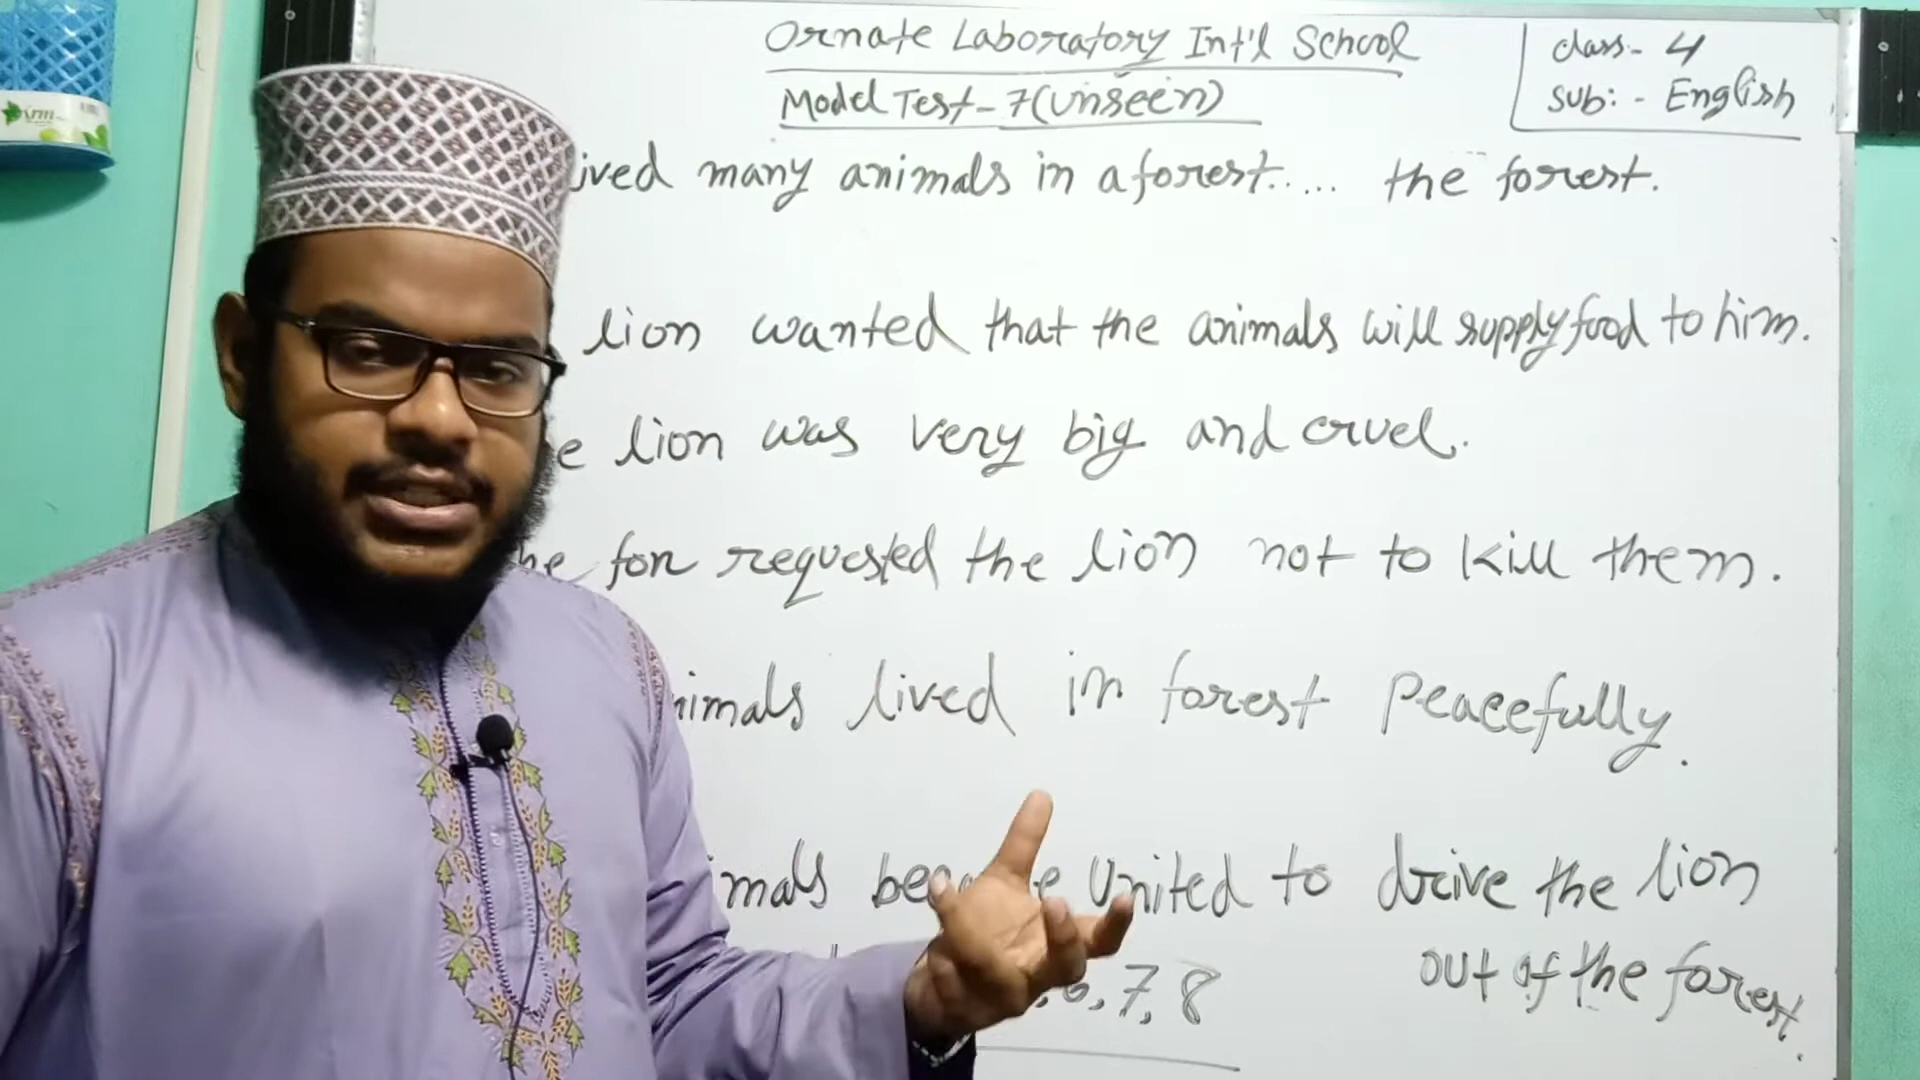 Ornate Laboratory Int'l School
Model Test-7(Unseen)
class- 4
Sub: - English
many animals in a forest..... the forest.
lion wanted that the animals will supply food to him.
lion was very big and cruel.
fox requested the lion not to kill them.
lived in forest peacefully.
United to drive the lion
out of the forest.
7, 8